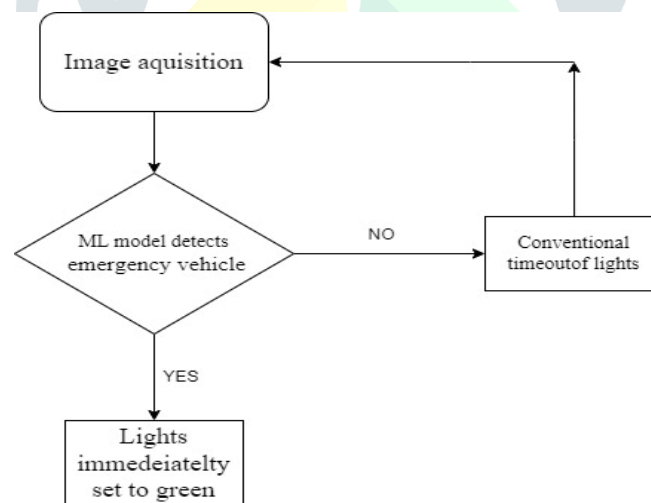 Image aquisition
ML model detects
emergency vehicle
NO
Conventional
timeoutof lights
YES
Lights
immedeiatelty
set to green